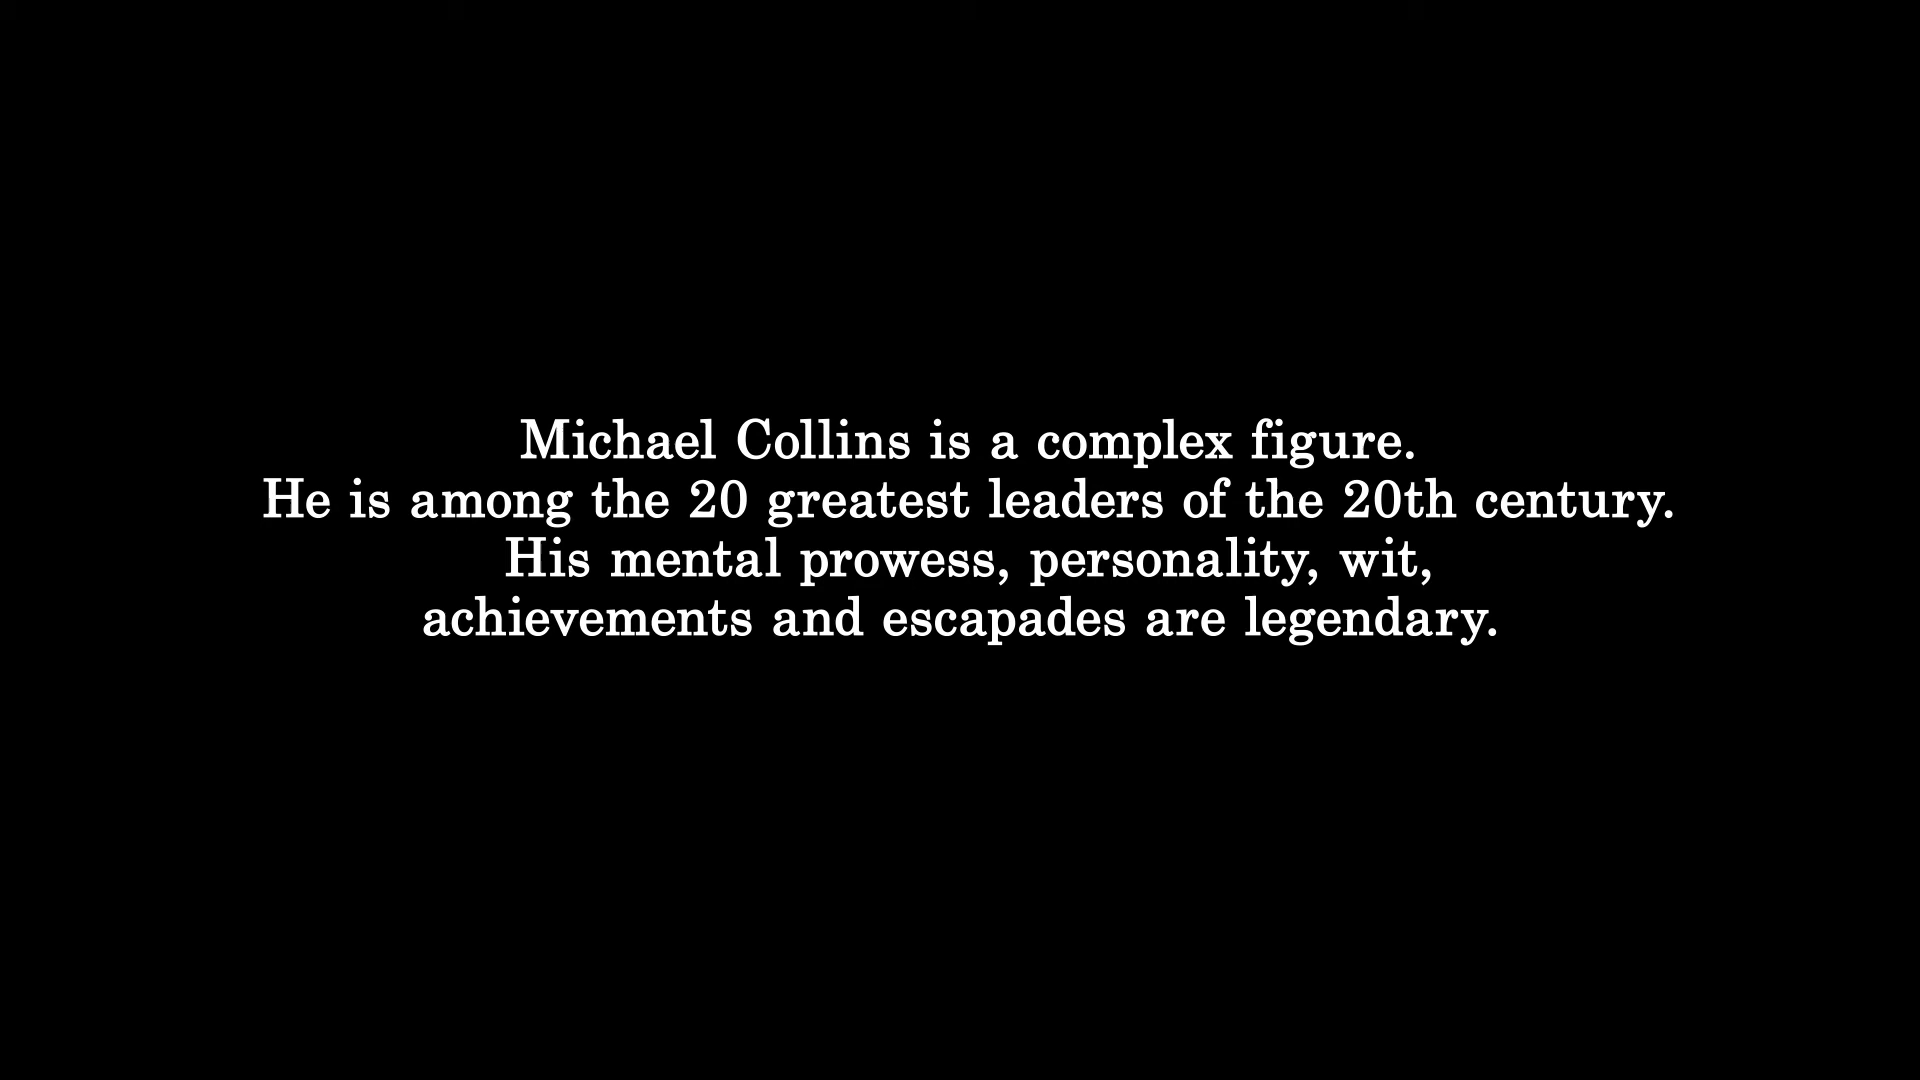 Michael Collins is a complex figure.
He is among the 20 greatest leaders of the 20th century.
His mental prowess, personality, wit,
achievements and escapades are legendary.